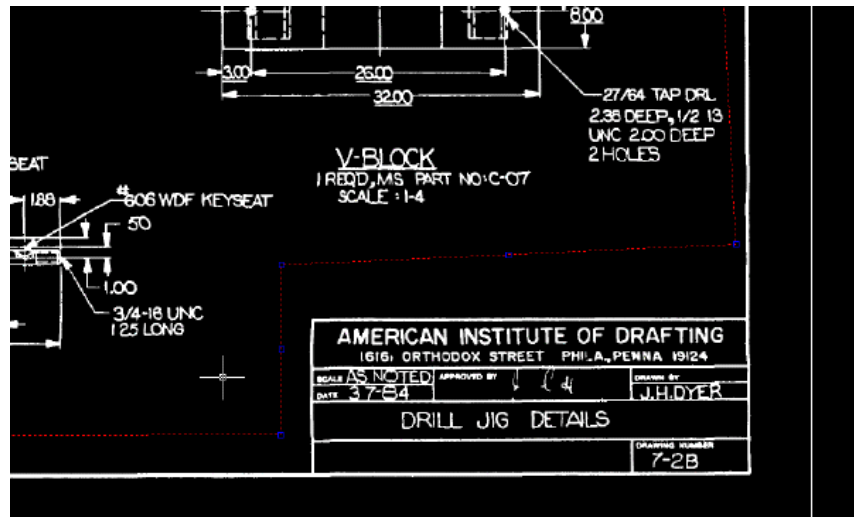 8.00
3.00
26.00
32.00
27/64 TAP DRL
2.38 DEEP, 1/2 13
UNC 2.00 DEEP
2 HOLES
V-BLOCK
1 REQD, MS PART NO: C-07
SCALE : 1-4
SEAT
1.88
#606 WDF KEYSEAT
.50
1.00
3/4-16 UNC
1.25 LONG
AMERICAN INSTITUTE OF DRAFTING
1616 ORTHODOX STREET PHILA., PENNA 19124
SCALE AS NOTED APPROVED BY DRAWN BY
DATE 3 7-84 J.H.DYER
DRILL JIG DETAILS
DRAWING NUMBER
7-2B